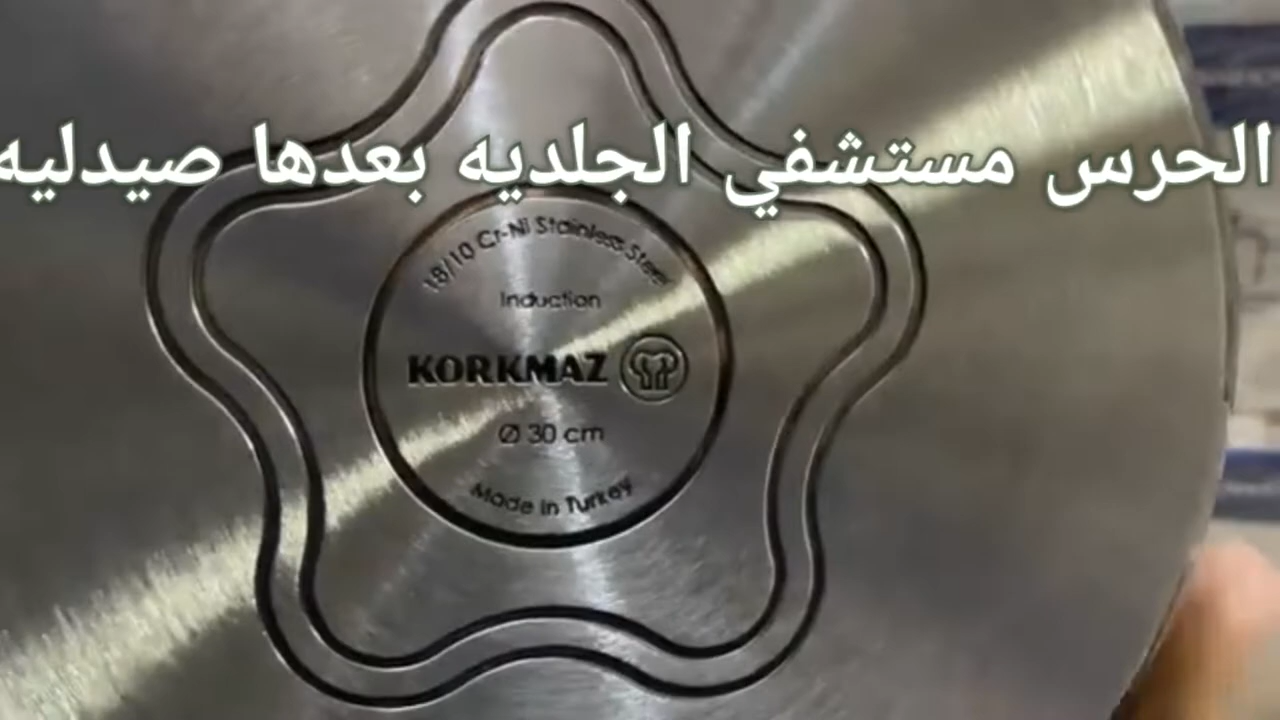 الحرس مستشفي الجلديه بعدها صيدليه
18/10 Cr-Ni Stainless Steel
Induction
KORKMAZ
Ø 30 cm
Made in Turkey